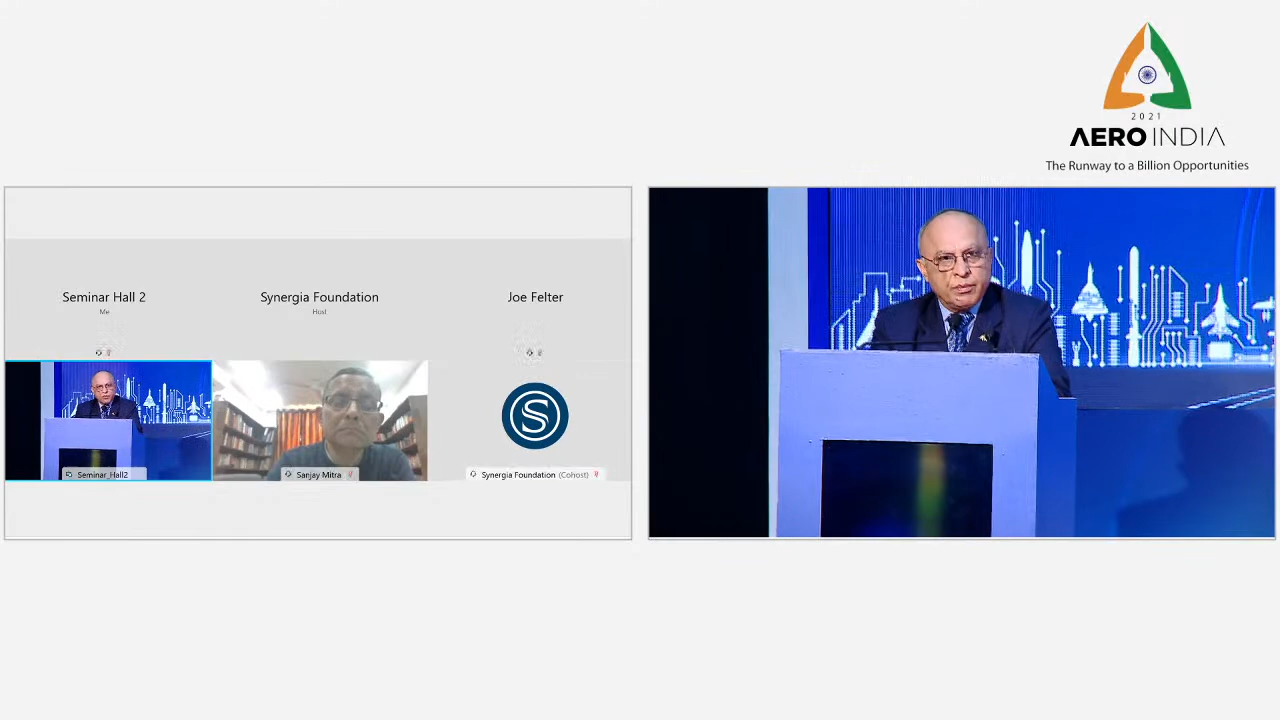 2021
AERO INDIA
The Runway to a Billion Opportunities
Seminar Hall 2
Me
Synergia Foundation
Host
Joe Felter
Seminar_Hall2
Sanjay Mitra
S
Synergia Foundation (Cohost)